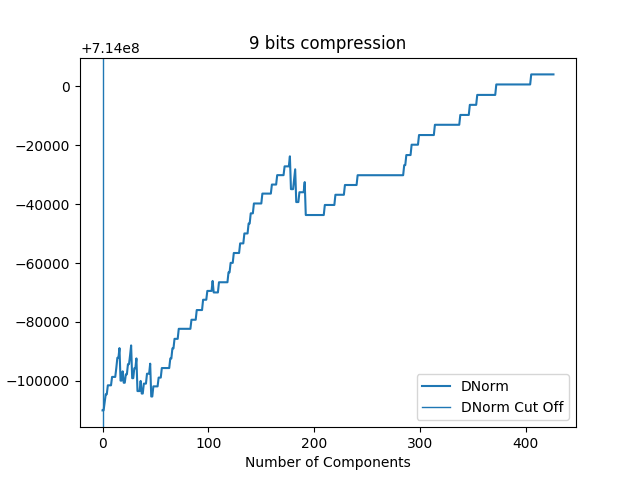 9 bits compression
+7.14e8
0
−20000
−40000
−60000
−80000
−100000
0 100 200 300 400
Number of Components
DNorm
DNorm Cut Off